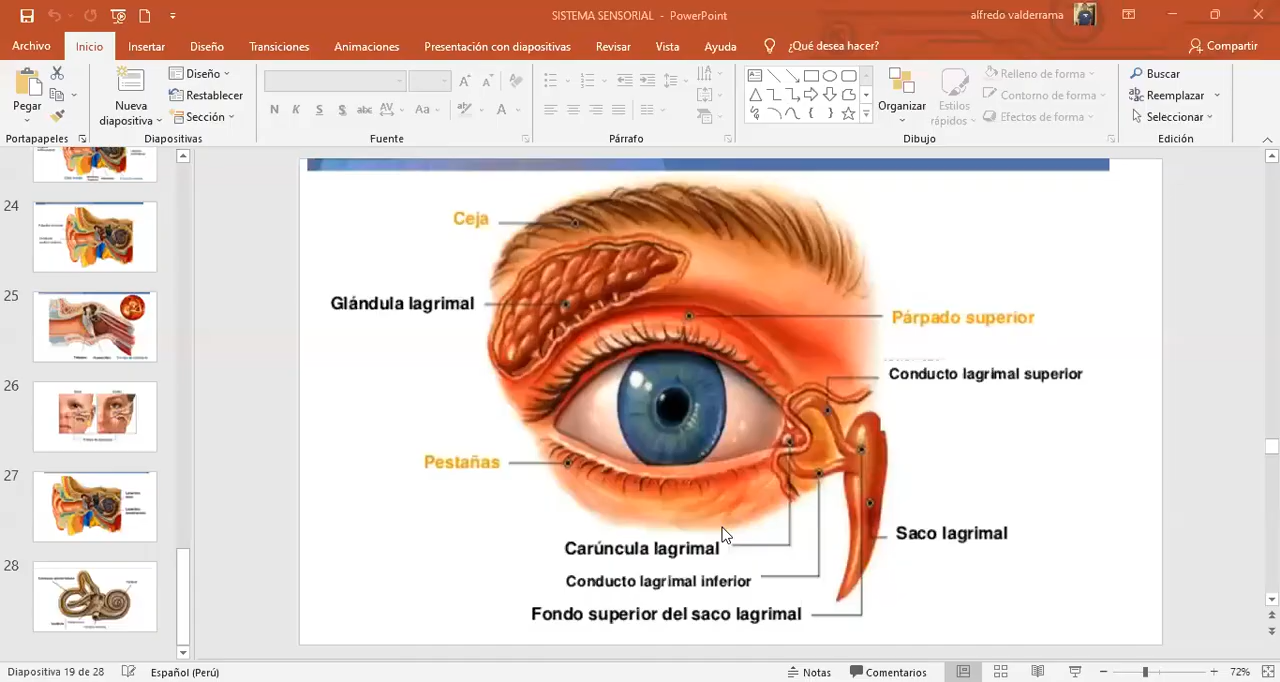 SISTEMA SENSORIAL - PowerPoint
alfredo valderrama
Archivo Inicio Insertar Diseño Transiciones Animaciones Presentación con diapositivas Revisar Vista Ayuda ¿Qué desea hacer? Compartir
Pegar
Portapapeles
Nueva diapositiva
Diseño
Restablecer
Sección
Diapositivas
N K S S abc AV Aa A
Fuente
Párrafo
Organizar
Estilos rápidos
Relleno de forma
Contorno de forma
Efectos de forma
Dibujo
Buscar
Reemplazar
Seleccionar
Edición
24
25
26
27
28
Ceja
Glándula lagrimal
Párpado superior
Conducto lagrimal superior
Pestañas
Saco lagrimal
Carúncula lagrimal
Conducto lagrimal inferior
Fondo superior del saco lagrimal
Diapositiva 19 de 28 Español (Perú) Notas Comentarios 72%